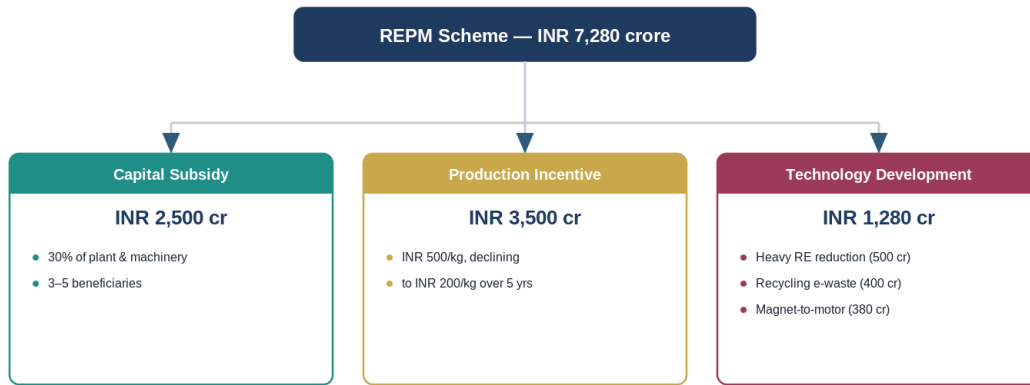 REPM Scheme — INR 7,280 crore
Capital Subsidy
INR 2,500 cr
30% of plant & machinery
3–5 beneficiaries
Production Incentive
INR 3,500 cr
INR 500/kg, declining
to INR 200/kg over 5 yrs
Technology Development
INR 1,280 cr
Heavy RE reduction (500 cr)
Recycling e-waste (400 cr)
Magnet-to-motor (380 cr)